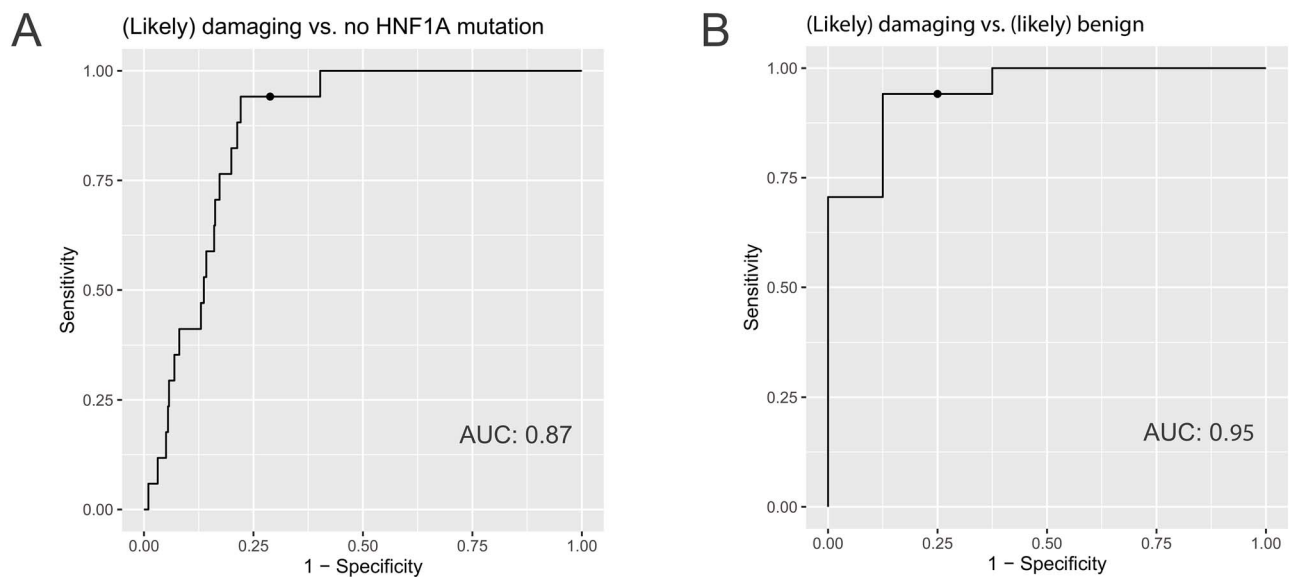 A
(Likely) damaging vs. no HNF1A mutation
1.00
0.75
0.50
0.25
0.00
Sensitivity
AUC: 0.87
0.00 0.25 0.50 0.75 1.00
1 − Specificity
B
(Likely) damaging vs. (likely) benign
1.00
0.75
0.50
0.25
0.00
Sensitivity
AUC: 0.95
0.00 0.25 0.50 0.75 1.00
1 − Specificity